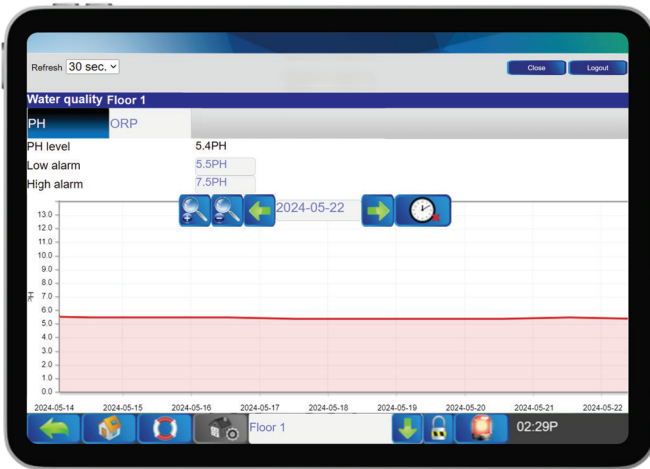 Refresh 30 sec.
Close
Logout
Water quality Floor 1
PH
ORP
PH level 5.4PH
Low alarm 5.5PH
High alarm 7.5PH
2024-05-22
13.0
12.0
11.0
10.0
9.0
8.0
7.0
6.0
5.0
4.0
3.0
2.0
1.0
0.0
PH
2024-05-14 2024-05-15 2024-05-16 2024-05-17 2024-05-18 2024-05-19 2024-05-20 2024-05-21 2024-05-22
Floor 1
02:29P